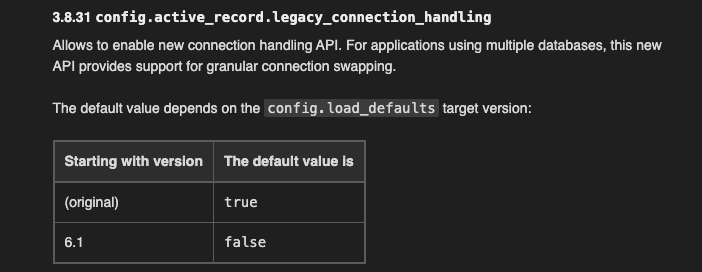 3.8.31 config.active_record.legacy_connection_handling
Allows to enable new connection handling API. For applications using multiple databases, this new
API provides support for granular connection swapping.
The default value depends on the config.load_defaults target version:
Starting with version The default value is
(original) true
6.1 false